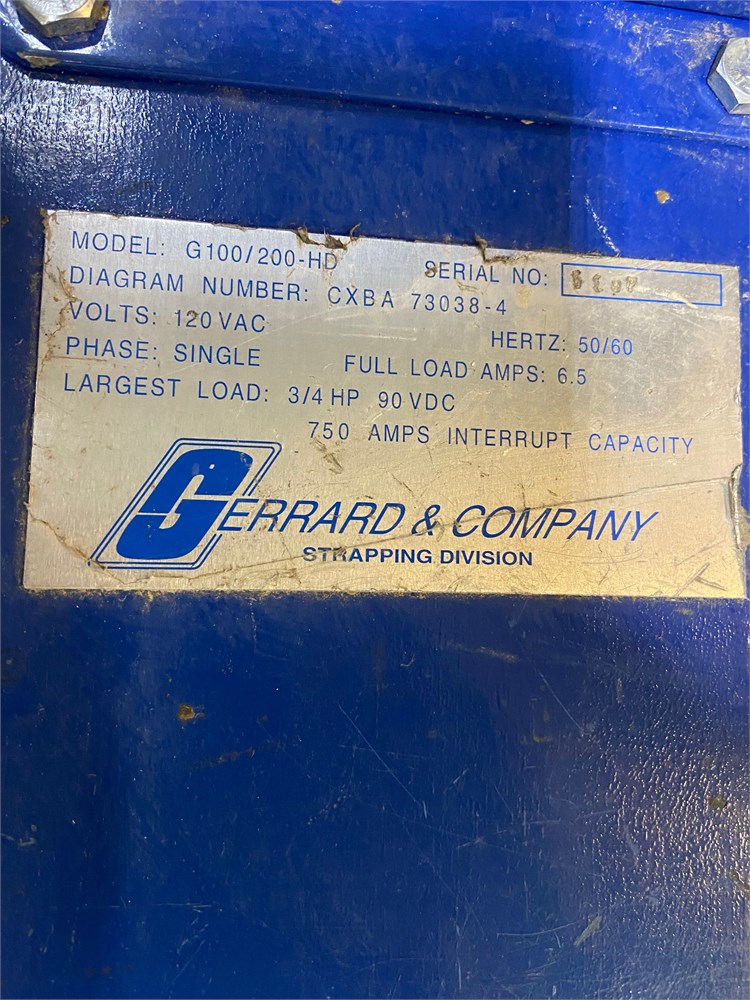 MODEL: G100/200-HD SERIAL NO:
DIAGRAM NUMBER: CXBA 73038-4
VOLTS: 120 VAC HERTZ: 50/60
PHASE: SINGLE FULL LOAD AMPS: 6.5
LARGEST LOAD: 3/4 HP 90 VDC
750 AMPS INTERRUPT CAPACITY
GERRARD & COMPANY
STRAPPING DIVISION